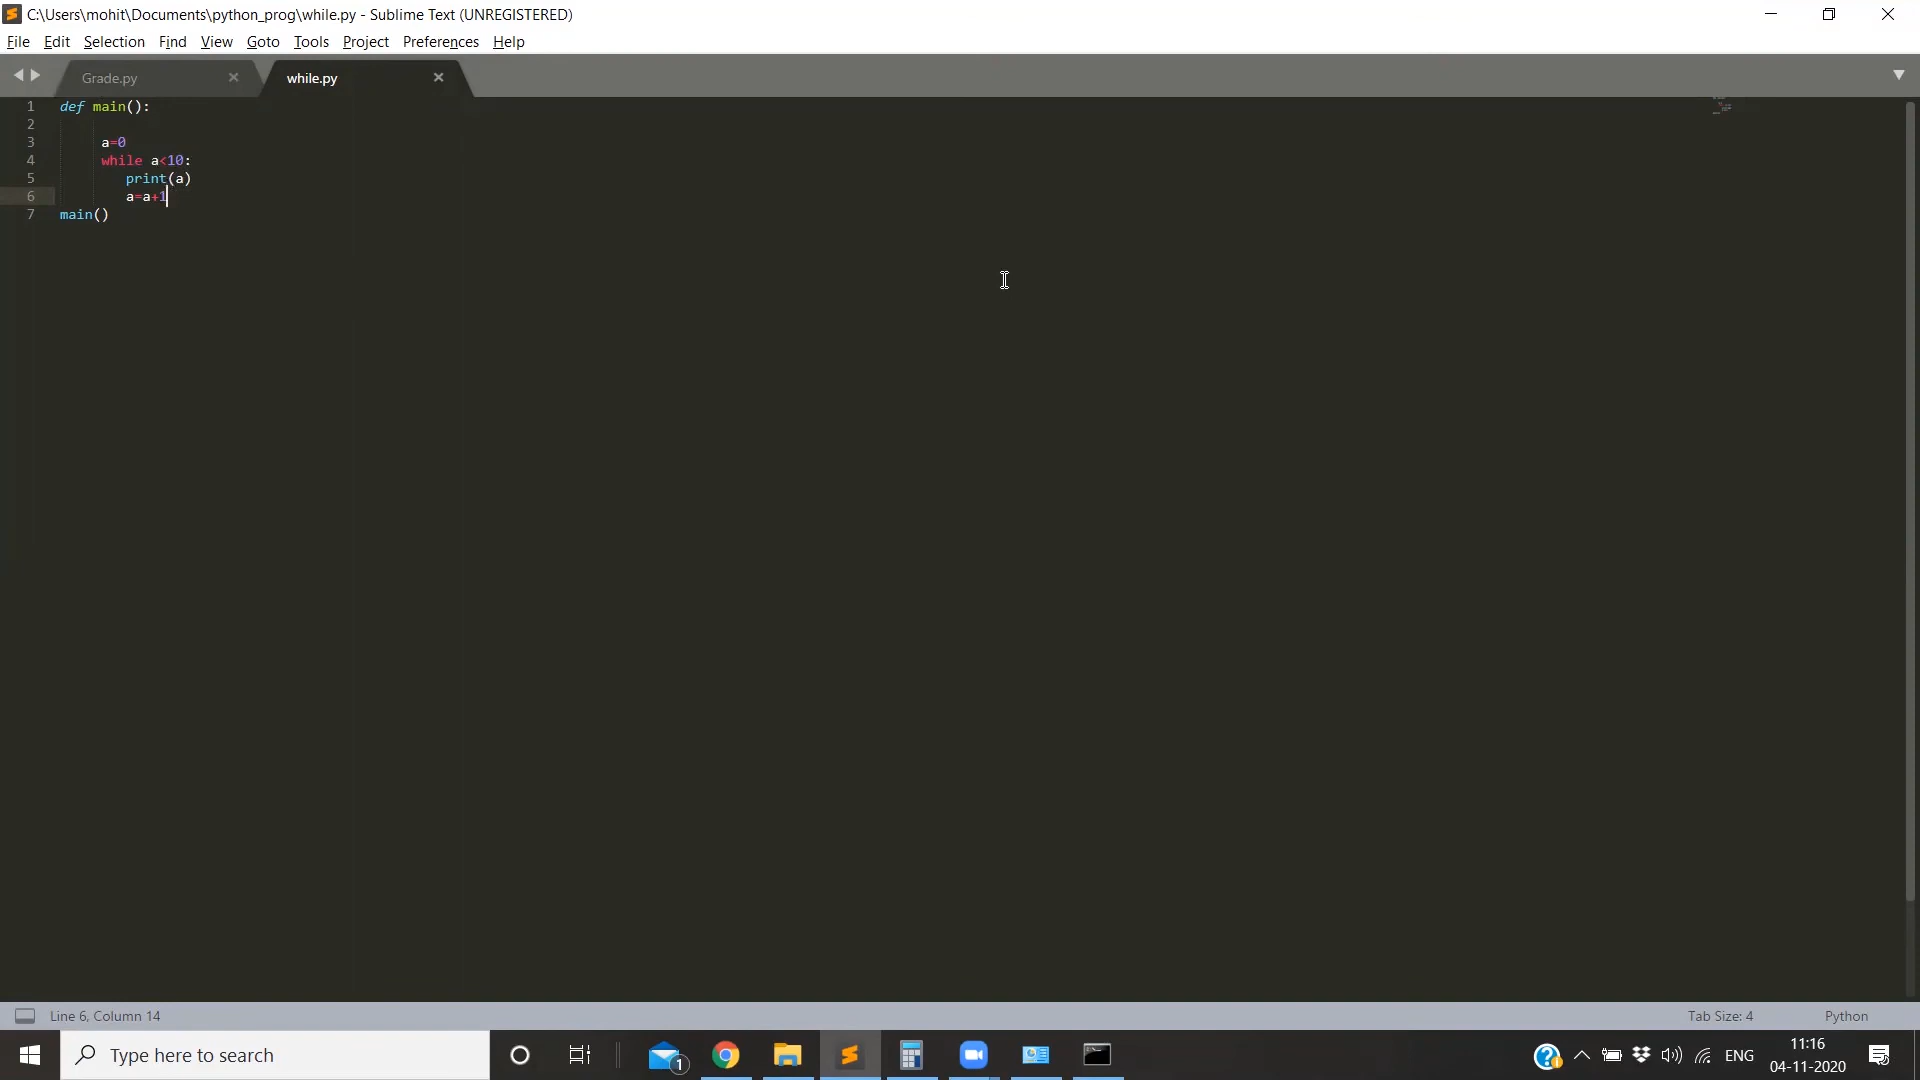 C:\Users\mohit\Documents\python_prog\while.py - Sublime Text (UNREGISTERED)
File Edit Selection Find View Goto Tools Project Preferences Help
Grade.py while.py
1 def main():
2
3 a=0
4 while a<10:
5 print(a)
6 a=a+1
7 main()
Line 6, Column 14 Tab Size: 4 Python
Type here to search 1 ENG 11:16
04-11-2020